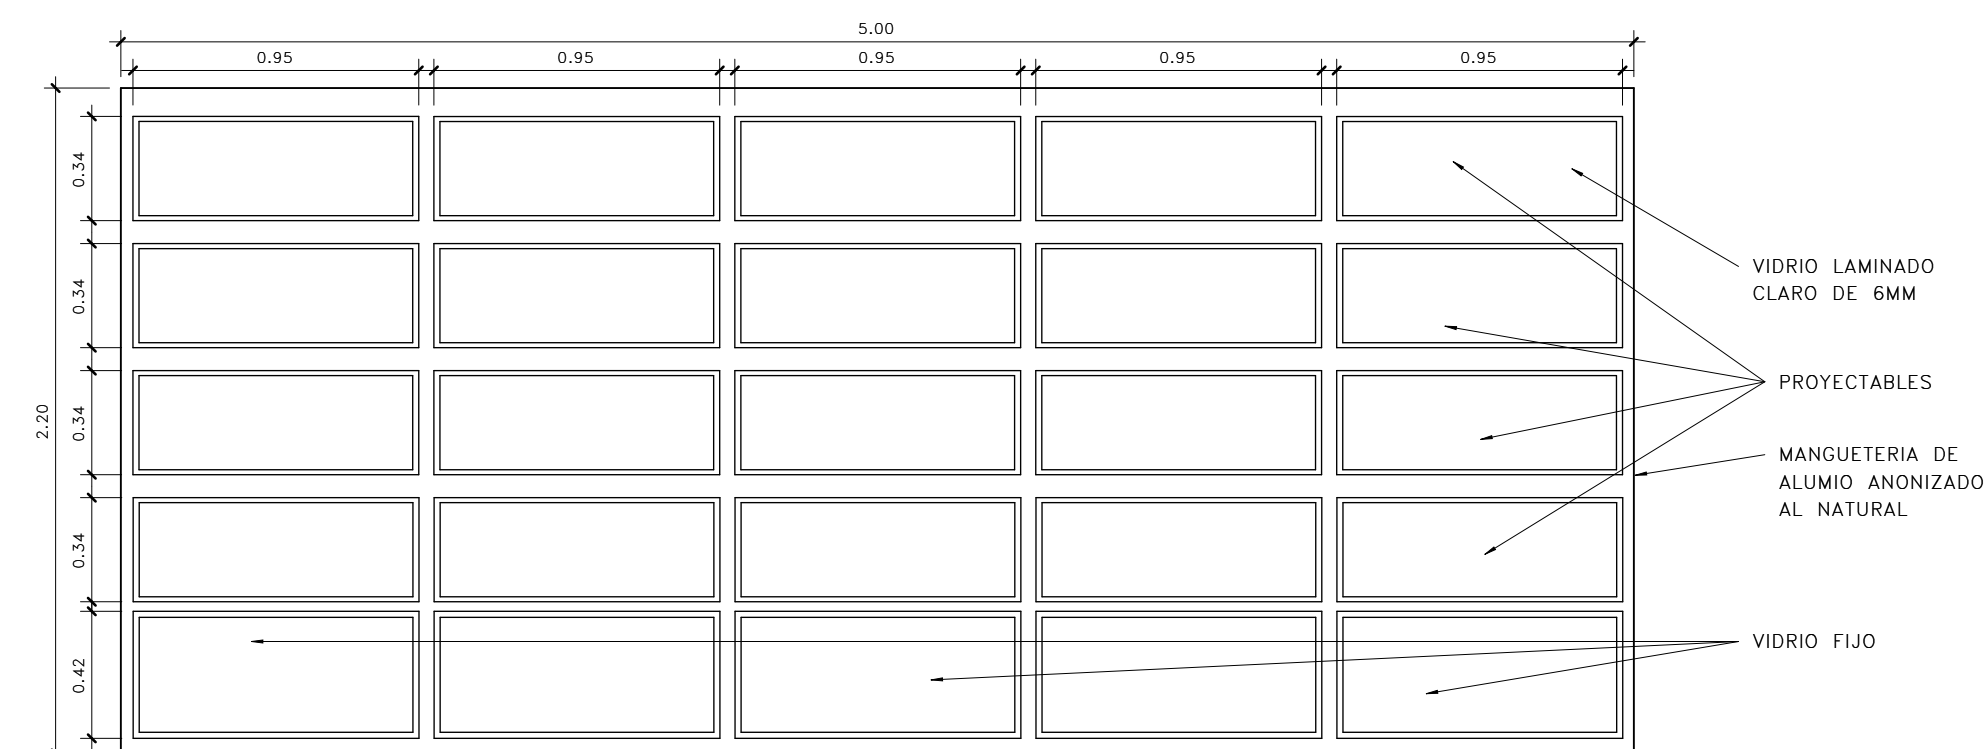 5.00
0.95 0.95 0.95 0.95 0.95
0.34
0.34
VIDRIO LAMINADO
CLARO DE 6MM
PROYECTABLES
2.20
0.34
MANGUETERIA DE
ALUMIO ANONIZADO
AL NATURAL
0.34
VIDRIO FIJO
0.42